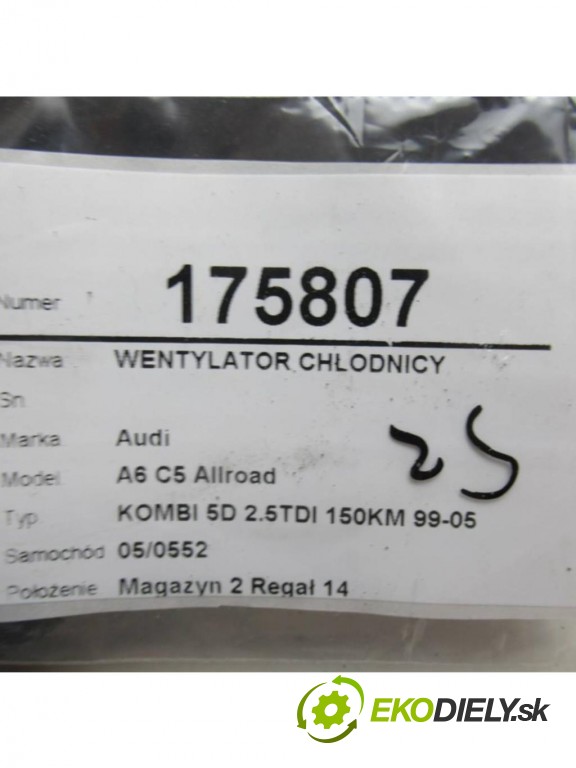 Numer 175807
Nazwa WENTYLATOR CHŁODNICY
Sn
Marka Audi
Model A6 C5 Allroad
Typ KOMBI 5D 2.5TDI 150KM 99-05
Samochód 05/0552
Położenie Magazyn 2 Regał 14
25
EKODIELY.sk